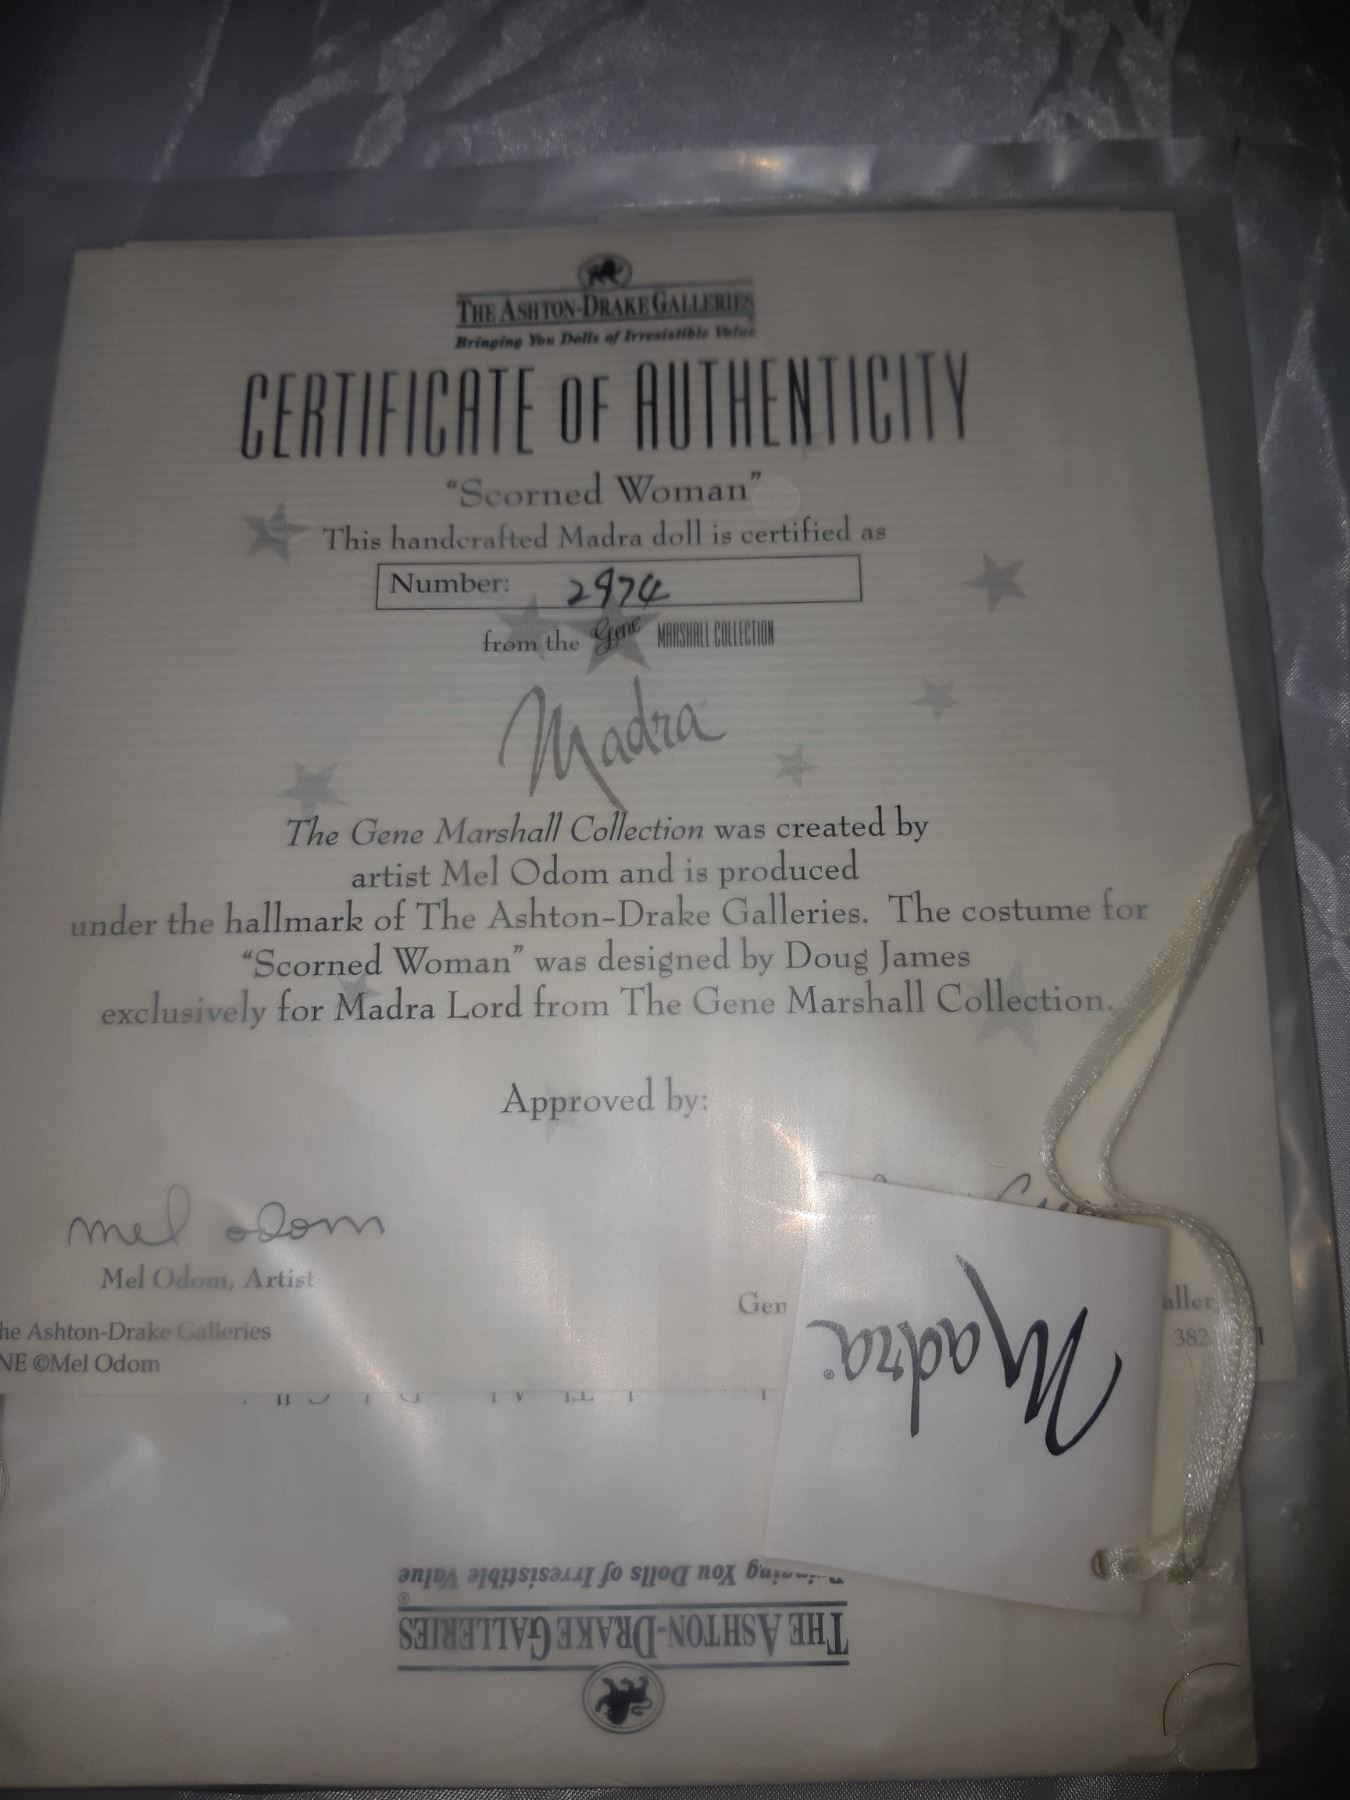 THE ASHTON-DRAKE GALLERIES
Bringing You Dolls of Irresistible Value
CERTIFICATE OF AUTHENTICITY
"Scorned Woman"
This handcrafted Madra doll is certified as
Number: 2974
from the Gene MARSHALL COLLECTION
Madra
The Gene Marshall Collection was created by
artist Mel Odom and is produced
under the hallmark of The Ashton-Drake Galleries. The costume for
"Scorned Woman" was designed by Doug James
exclusively for Madra Lord from The Gene Marshall Collection.
Approved by:
mel odom
Mel Odom, Artist
he Ashton-Drake Galleries
NE ©Mel Odom
Gen
aller
382
1
Madra®
THE ASHTON-DRAKE GALLERIES®
You Dolls of Irresistible Value